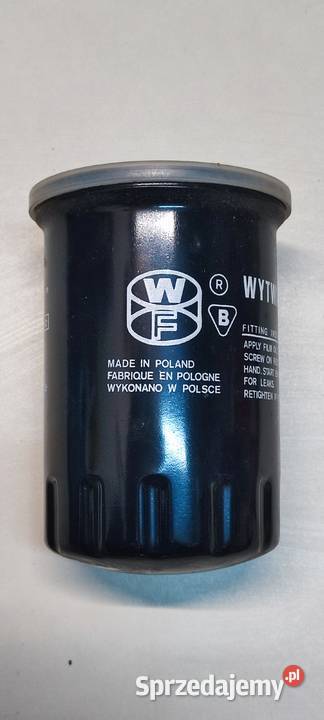 W
F
®
B
MADE IN POLAND
FABRIQUE EN POLOGNE
WYKONANO W POLSCE
WYTW
FITTING
APPLY FILM
SCREW ON
HAND.START
FOR LEAKS.
RETIGHTEN
Sprzedajemy.pl